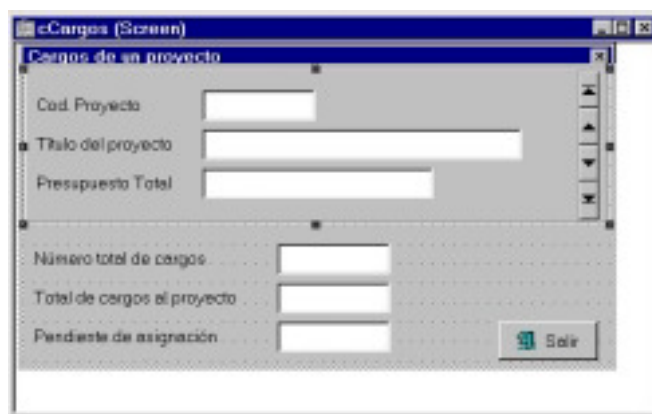 cCargos (Screen)
Cargos de un proyecto
Cod. Proyecto
Título del proyecto
Presupuesto Total
Número total de cargos
Total de cargos al proyecto
Pendiente de asignación
Salir